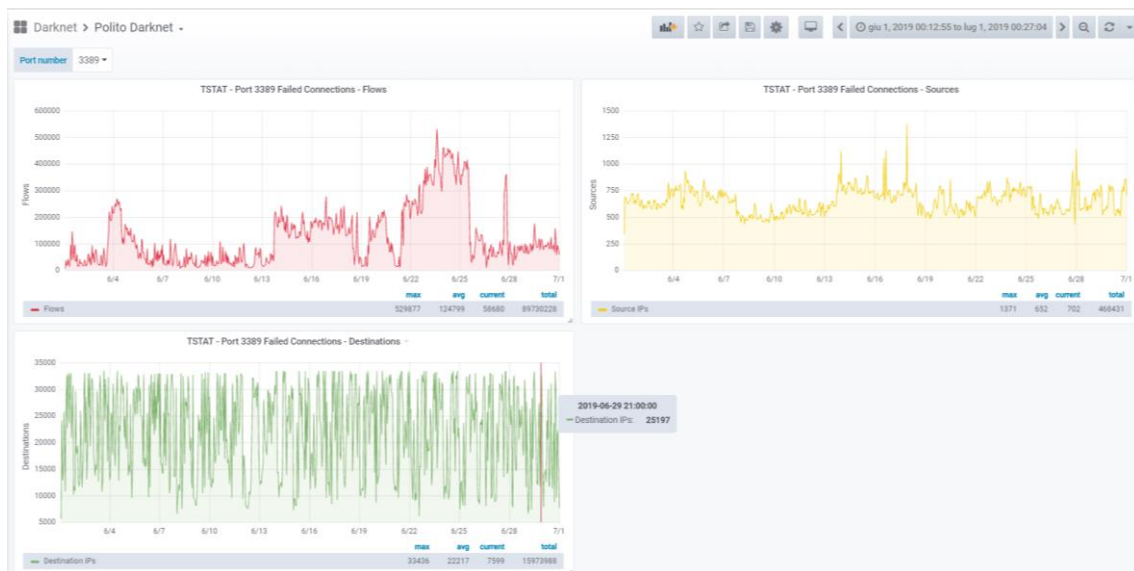 Darknet > Polito Darknet
giu 1, 2019 00:12:55 to lug 1, 2019 00:27:04
Port number 3389
TSTAT - Port 3389 Failed Connections - Flows
600000
500000
400000
300000
200000
100000
0
Flows
6/4 6/7 6/10 6/13 6/16 6/19 6/22 6/25 6/28 7/1
max avg current total
Flows 529877 124799 58680 89730228
TSTAT - Port 3389 Failed Connections - Sources
1500
1250
1000
750
500
250
0
Sources
6/4 6/7 6/10 6/13 6/16 6/19 6/22 6/25 6/28 7/1
max avg current total
Source IPs 1371 652 702 468431
TSTAT - Port 3389 Failed Connections - Destinations
35000
30000
25000
20000
15000
10000
5000
Destinations
6/4 6/7 6/10 6/13 6/16 6/19 6/22 6/25 6/28 7/1
max avg current total
Destination IPs 33436 22217 7599 15973988
2019-06-29 21:00:00
Destination IPs: 25197